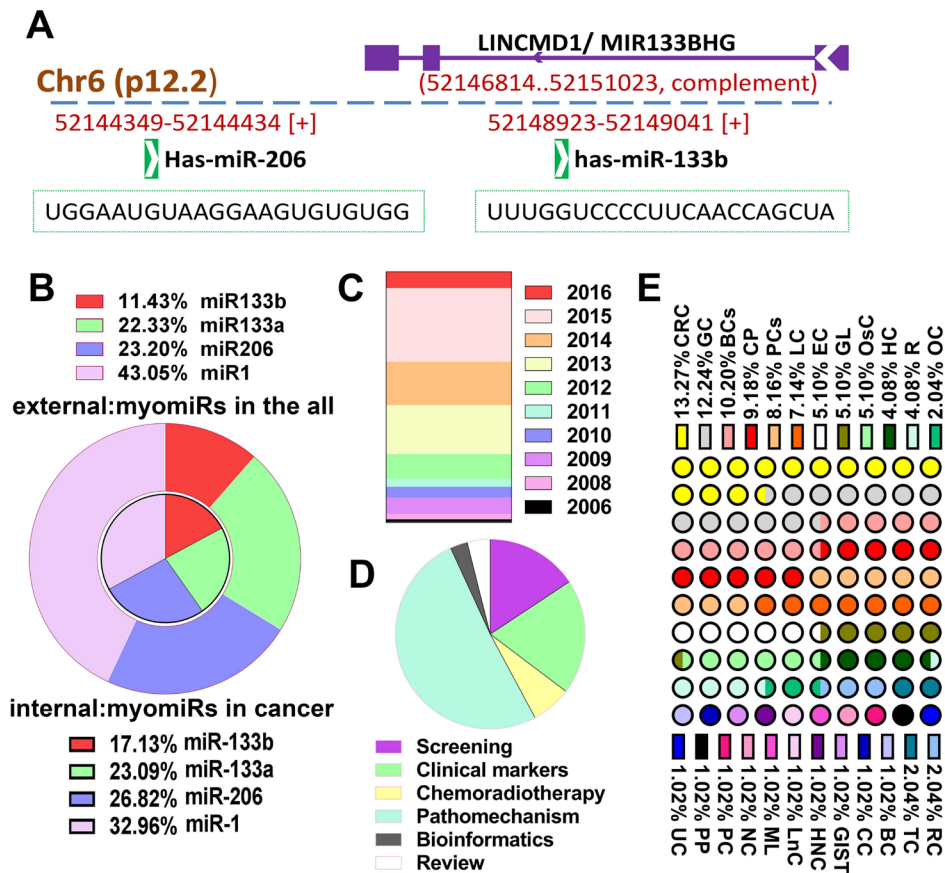 A
LINCMD1/ MIR133BHG
Chr6 (p12.2)
(52146814..52151023, complement)
52144349-52144434 [+]
52148923-52149041 [+]
Has-miR-206
has-miR-133b
UGGAAUGUAAGGAAGUGUGUGG
UUUGGUCCCCUUCAACCAGCUA
B
11.43% miR133b
22.33% miR133a
23.20% miR206
43.05% miR1
external:myomiRs in the all
internal:myomiRs in cancer
17.13% miR-133b
23.09% miR-133a
26.82% miR-206
32.96% miR-1
C
2016
2015
2014
2013
2012
2011
2010
2009
2008
2006
D
Screening
Clinical markers
Chemoradiotherapy
Pathomechanism
Bioinformatics
Review
E
13.27% CRC
12.24% GC
10.20% BCs
9.18% CP
8.16% PCs
7.14% LC
5.10% EC
5.10% GL
5.10% OsC
4.08% HC
4.08% R
2.04% OC
1.02% UC
1.02% PP
1.02% PC
1.02% NC
1.02% ML
1.02% LnC
1.02% HNC
1.02% GIST
1.02% CC
1.02% BC
2.04% TC
2.04% RC